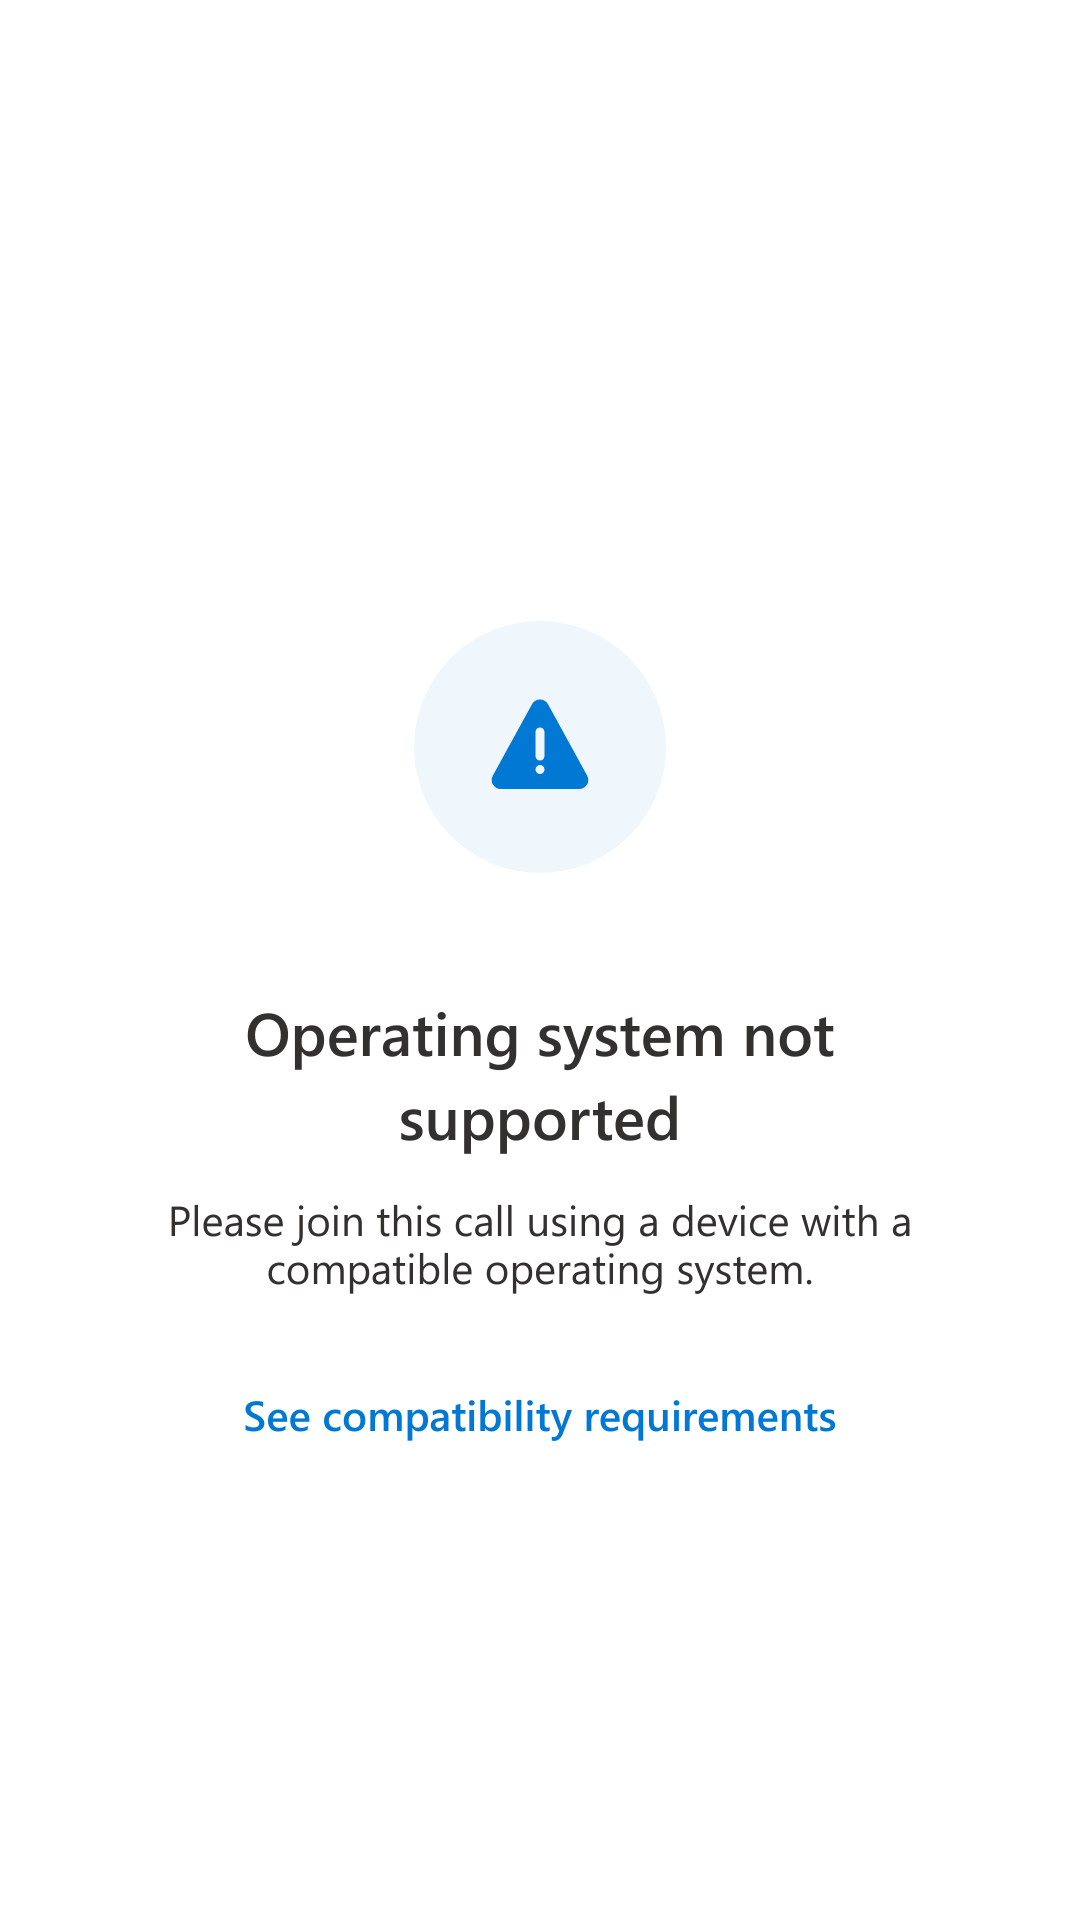 Operating system not
supported
Please join this call using a device with a
compatible operating system.
See compatibility requirements